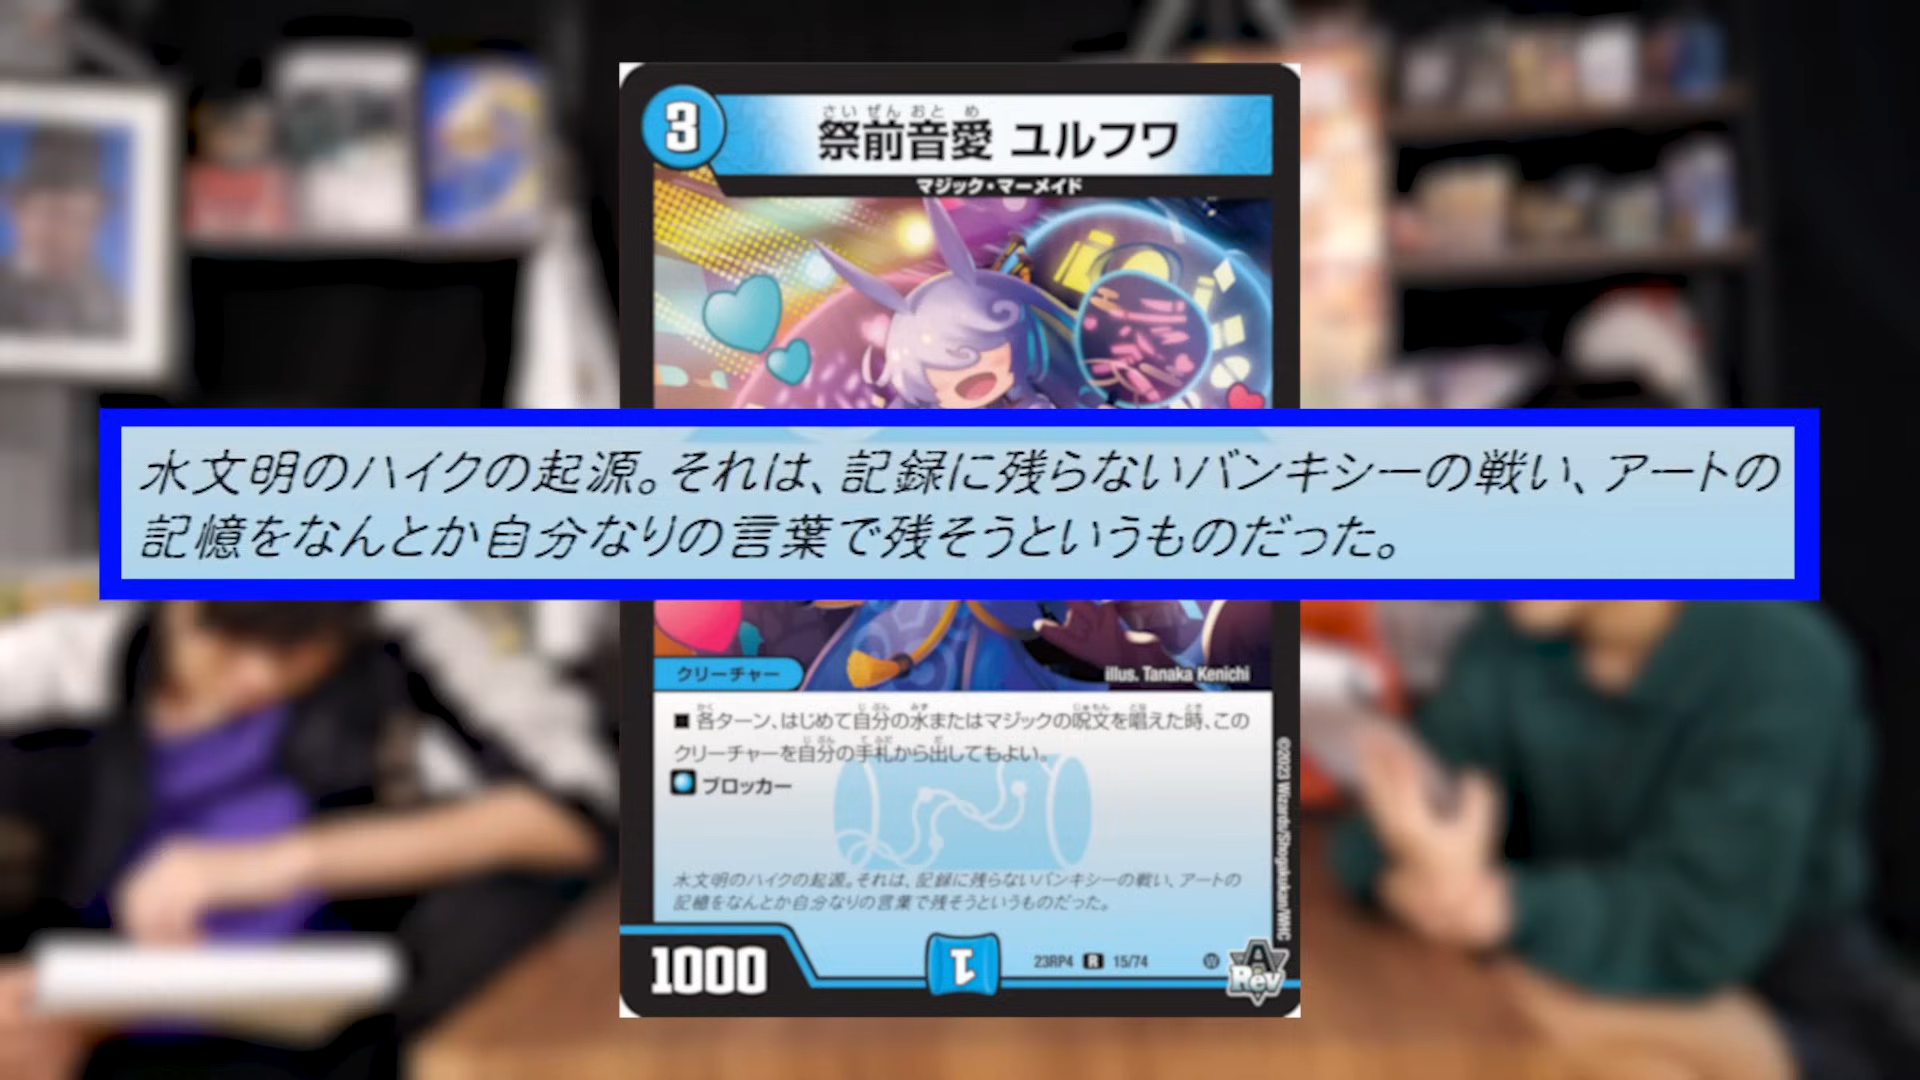 3
さいぜんおとめ
祭前音愛 ユルフワ
マジック・マーメイド
水文明のハイクの起源。それは、記録に残らないバンキシーの戦い、アートの
記憶をなんとか自分なりの言葉で残そうというものだった。
クリーチャー
illus. Tanaka Kenichi
■ 各ターン、はじめて自分の水またはマジックの呪文を唱えた時、この
クリーチャーを自分の手札から出してもよい。
ブロッカー
水文明のハイクの起源。それは、記録に残らないバンキシーの戦い、アートの
記憶をなんとか自分なりの言葉で残そうというものだった。
1000
1
23RP4 R 15/74
Rev
©2023 Wizards/Shogakukan/WHC